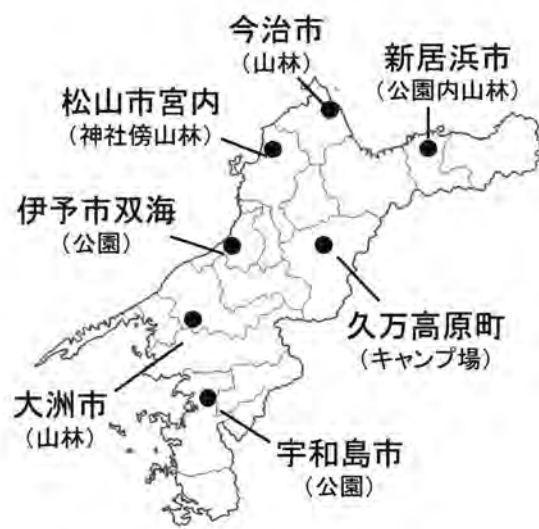 今治市
(山林)
新居浜市
(公園内山林)
松山市宮内
(神社傍山林)
伊予市双海
(公園)
久万高原町
(キャンプ場)
大洲市
(山林)
宇和島市
(公園)